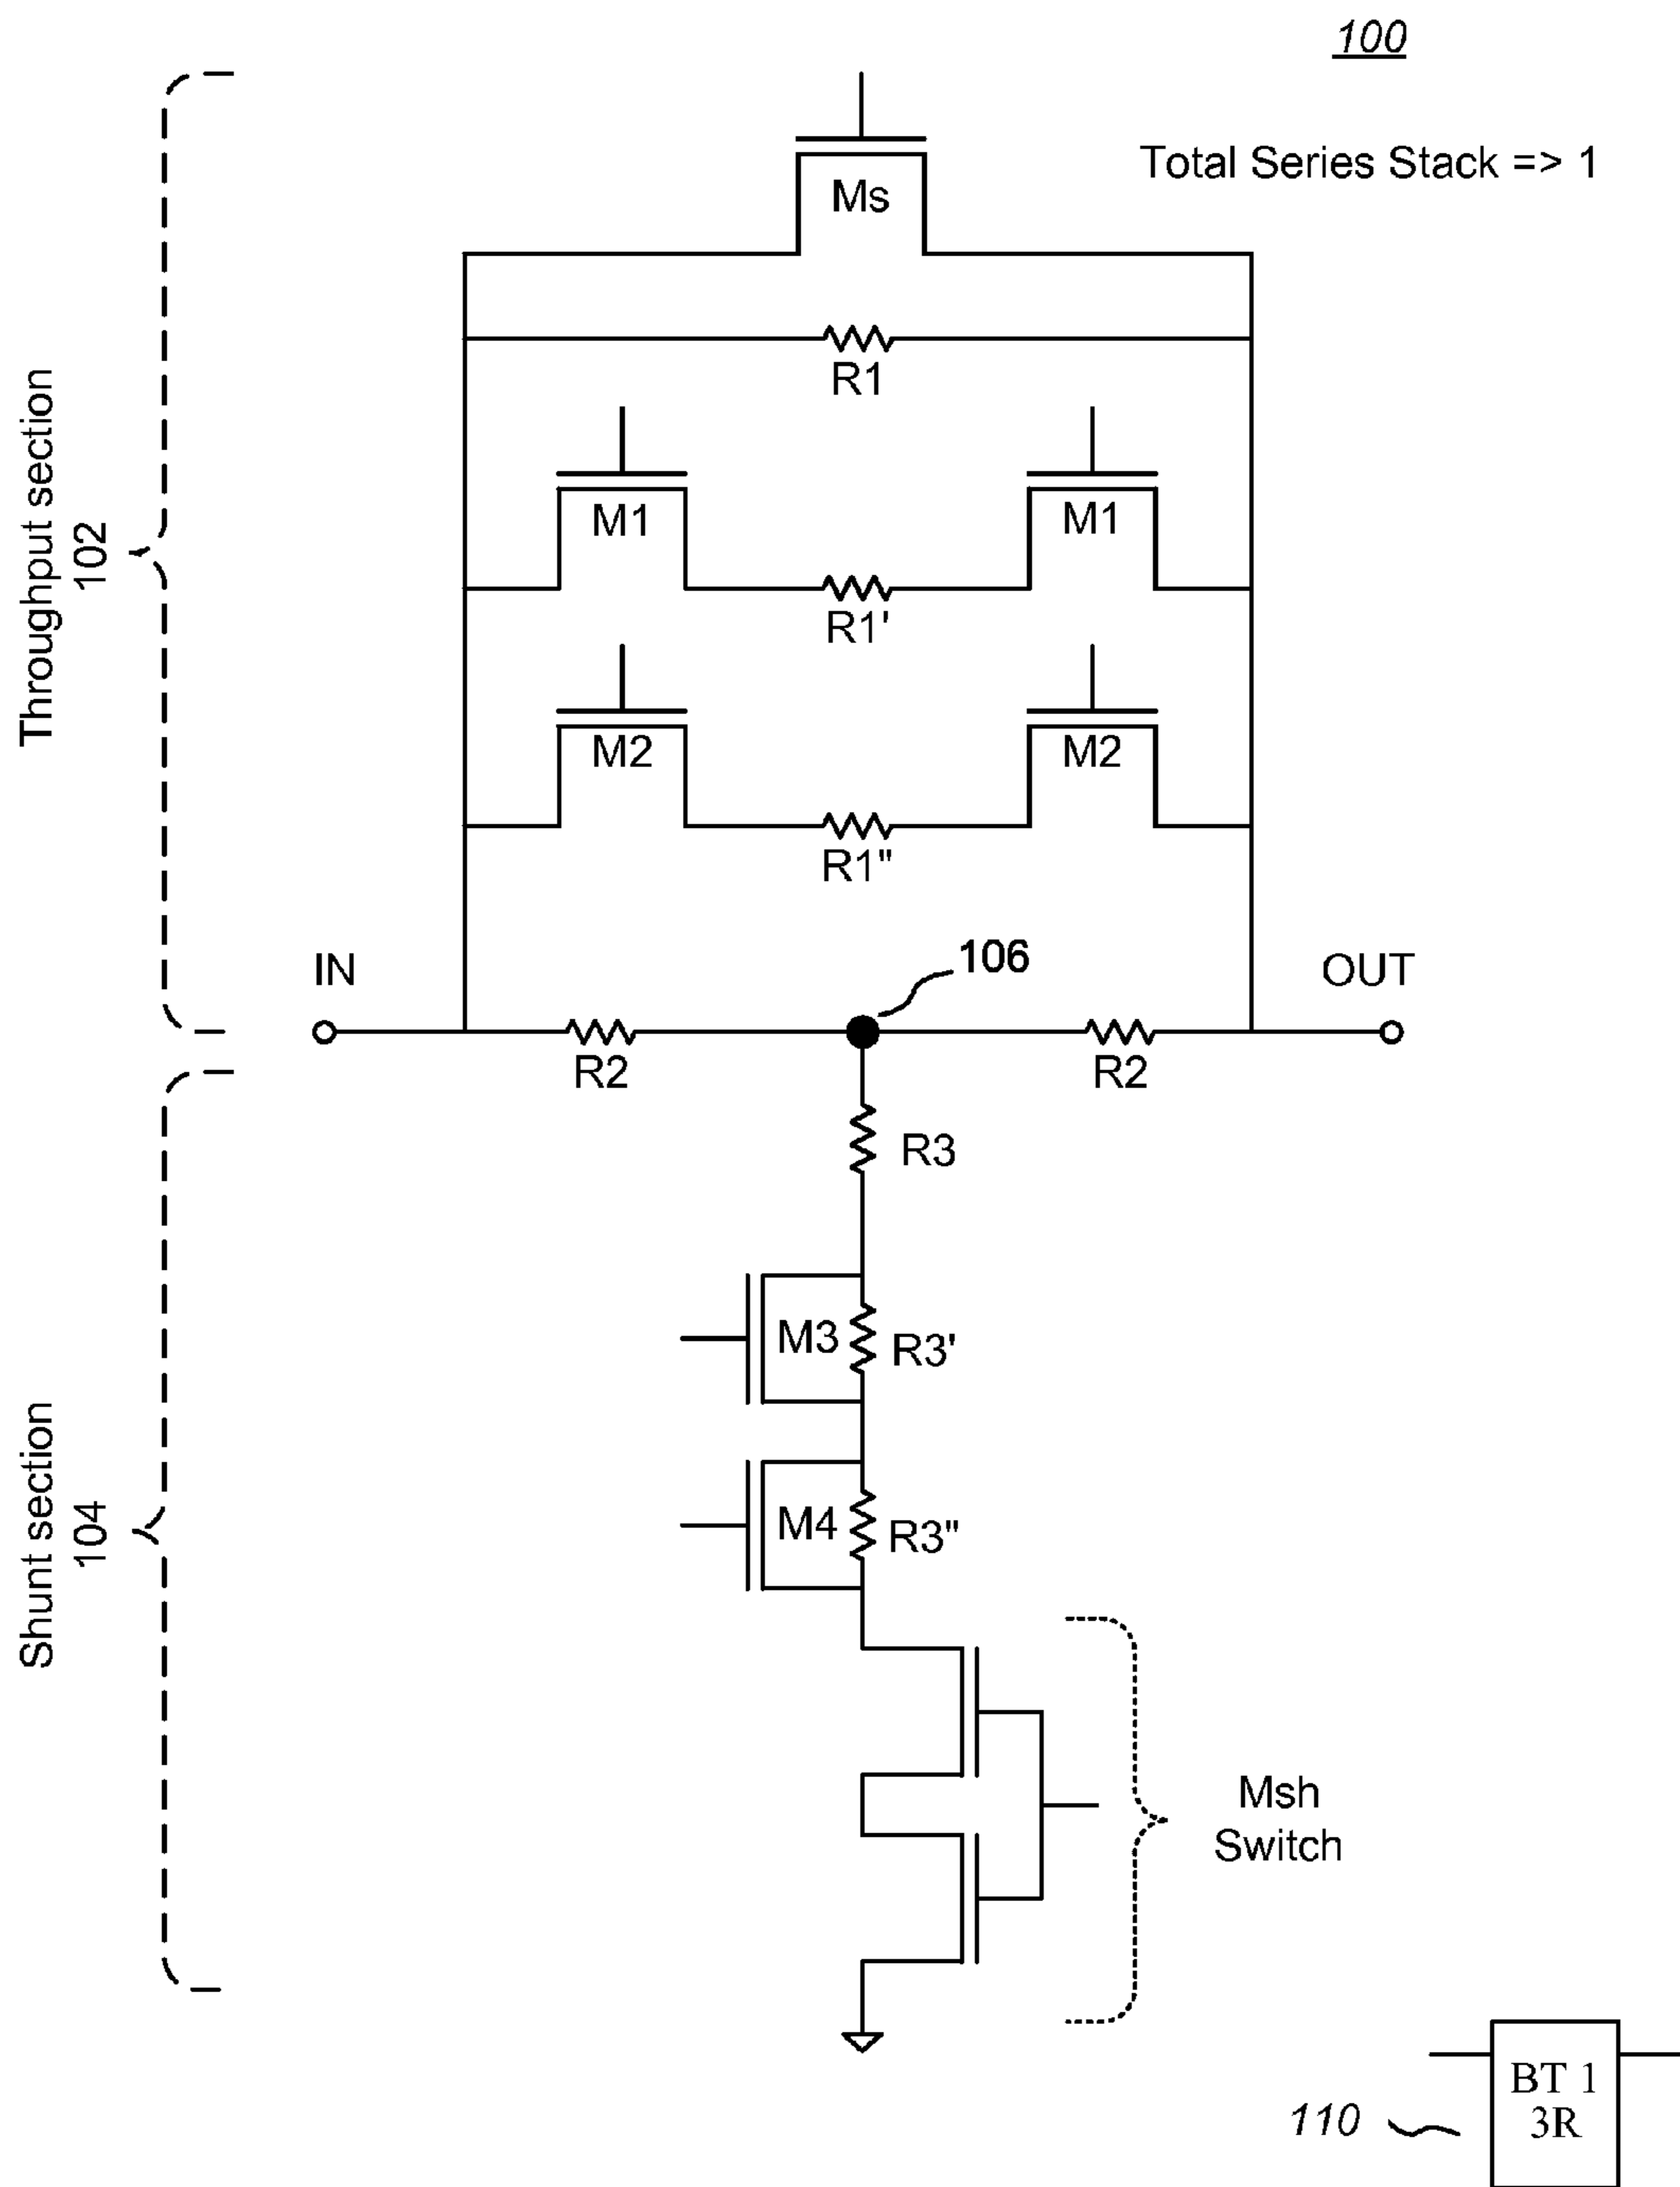 100
Total Series Stack => 1
Ms
R1
M1
M1
R1'
M2
M2
R1"
Throughput section
102
IN
106
OUT
R2
R2
R3
M3
R3'
M4
R3"
Shunt section
104
Msh
Switch
BT 1
3R
110